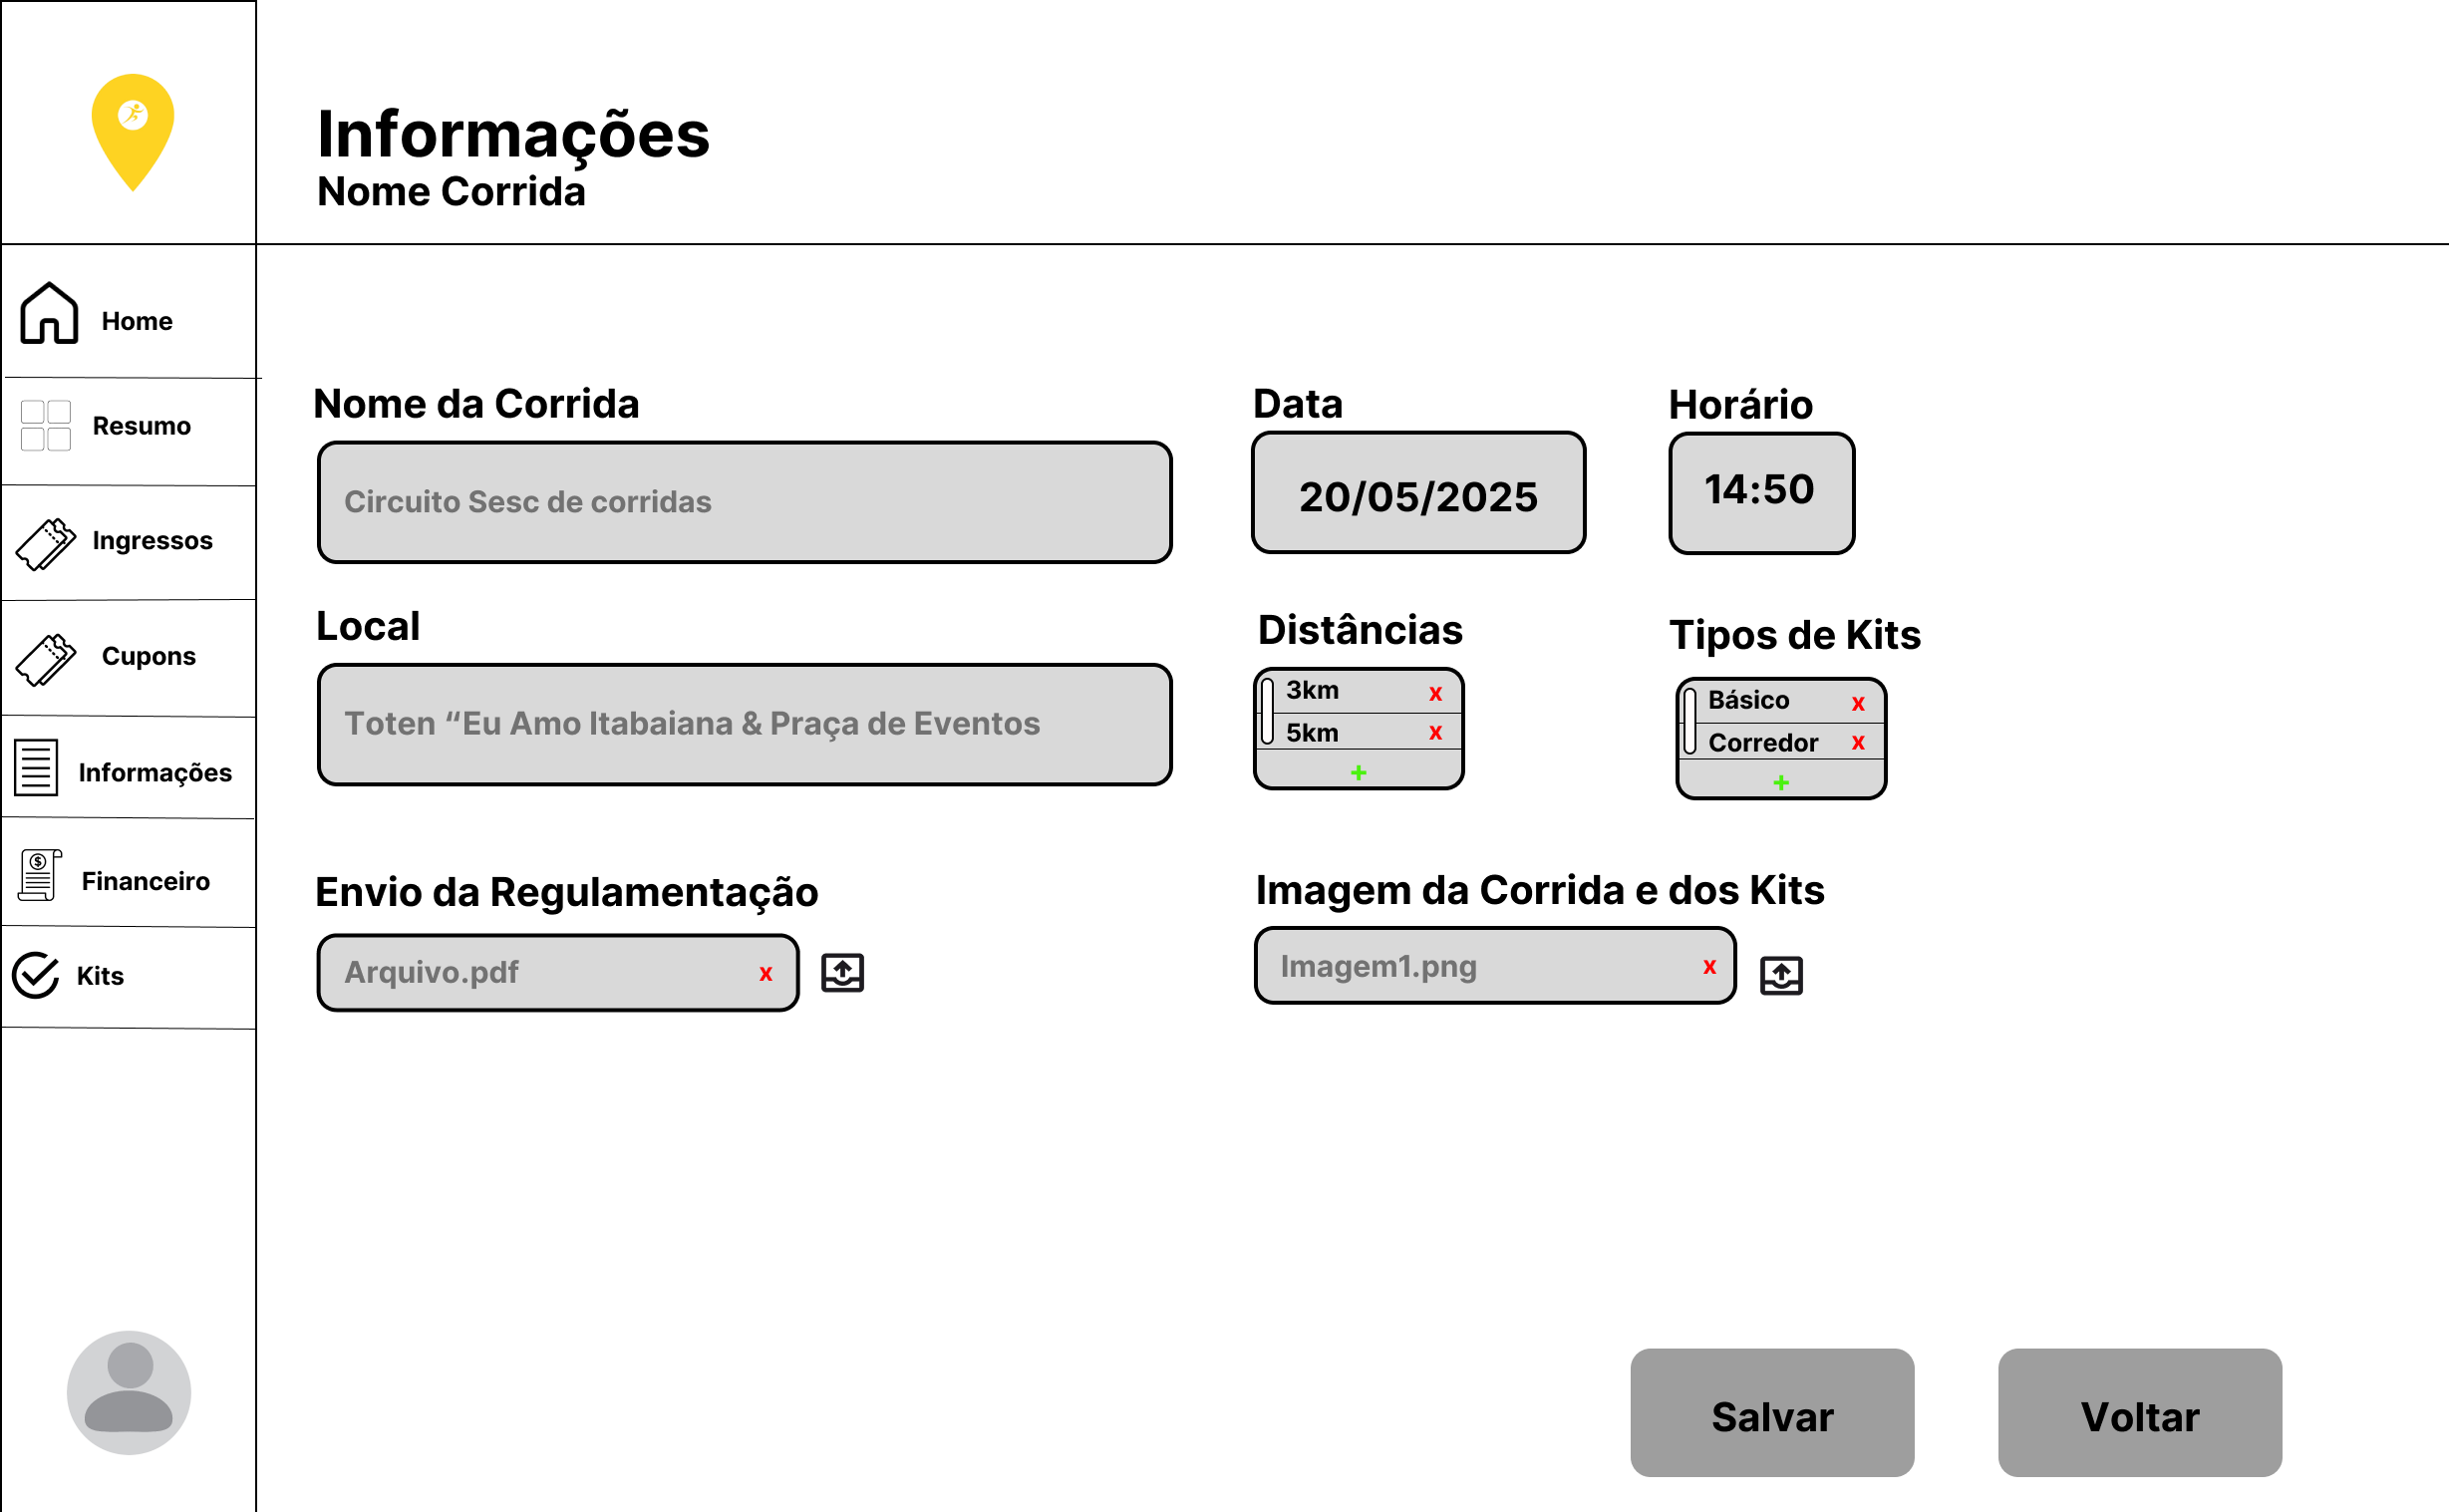 Informações
Nome Corrida
Home
Resumo
Ingressos
Cupons
Informações
Financeiro
Kits
Nome da Corrida
Circuito Sesc de corridas
Data
20/05/2025
Horário
14:50
Local
Toten “Eu Amo Itabaiana & Praça de Eventos
Distâncias
3km x
5km x
+
Tipos de Kits
Básico x
Corredor x
+
Envio da Regulamentação
Arquivo.pdf x
Imagem da Corrida e dos Kits
Imagem1.png x
Salvar
Voltar